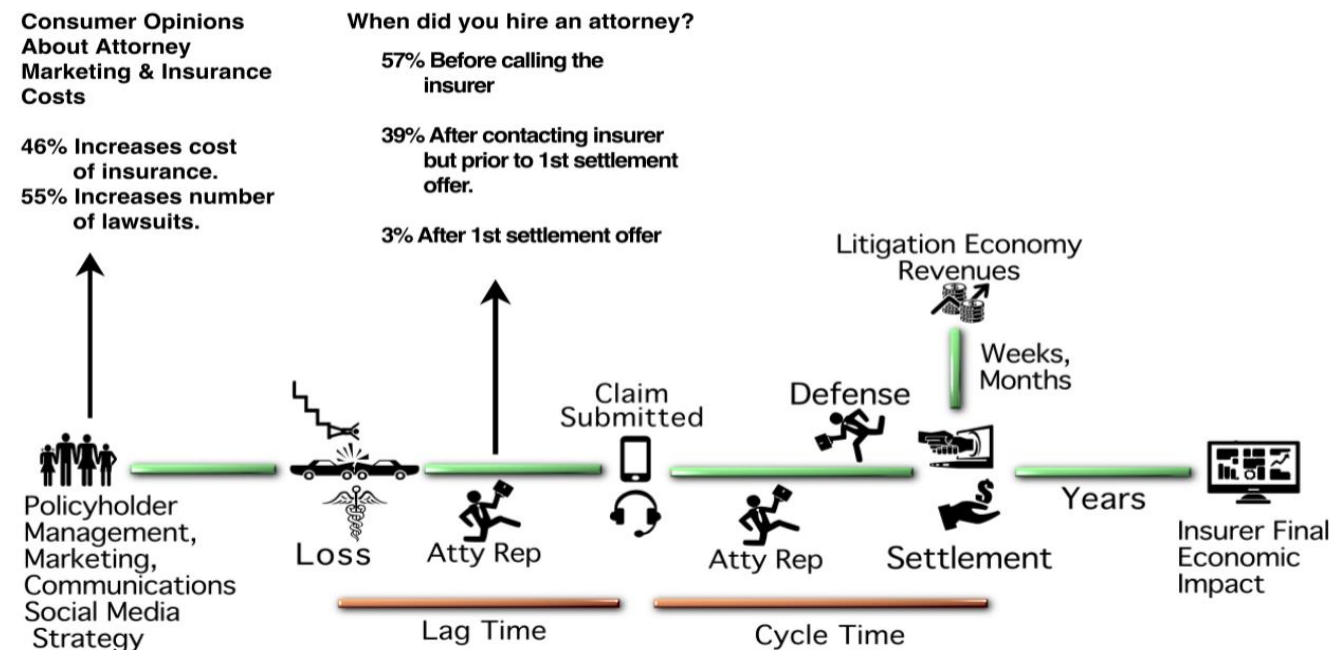 Consumer Opinions
About Attorney
Marketing & Insurance
Costs
46% Increases cost
of insurance.
55% Increases number
of lawsuits.
When did you hire an attorney?
57% Before calling the
insurer
39% After contacting insurer
but prior to 1st settlement
offer.
3% After 1st settlement offer
Litigation Economy
Revenues
Weeks,
Months
Claim
Submitted
Defense
Policyholder
Management,
Marketing,
Communications
Social Media
Strategy
Loss
Atty Rep
Atty Rep
Settlement
Years
Insurer Final
Economic
Impact
Lag Time
Cycle Time